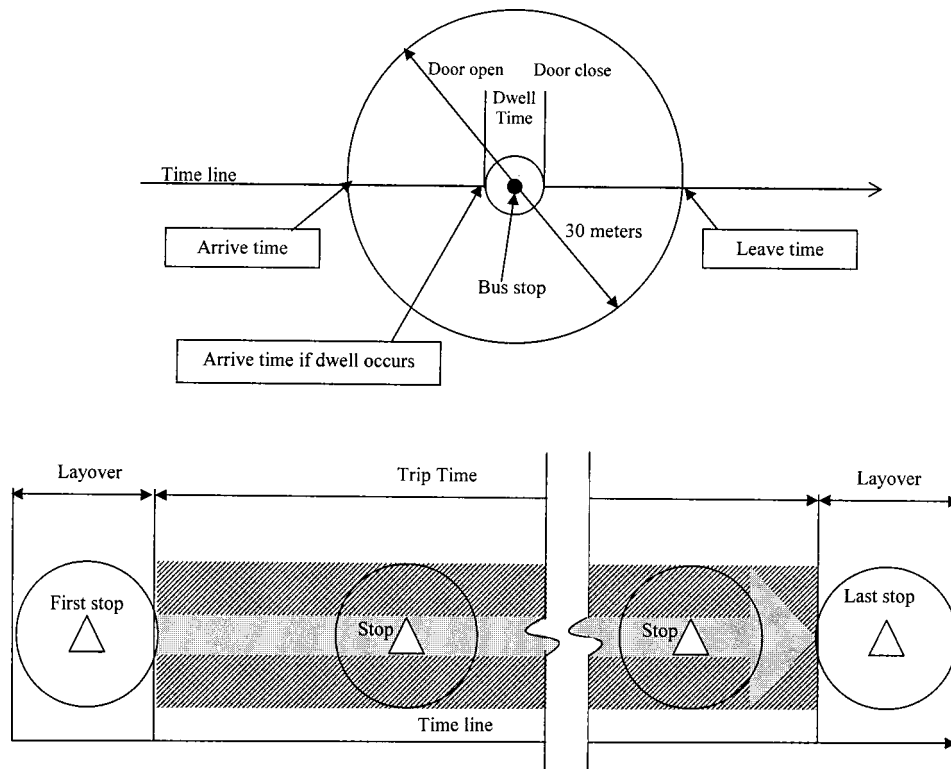 Door open
Door close
Dwell
Time
Time line
Arrive time
30 meters
Leave time
Bus stop
Arrive time if dwell occurs
Layover
Trip Time
Layover
First stop
Stop
Stop
Last stop
Time line